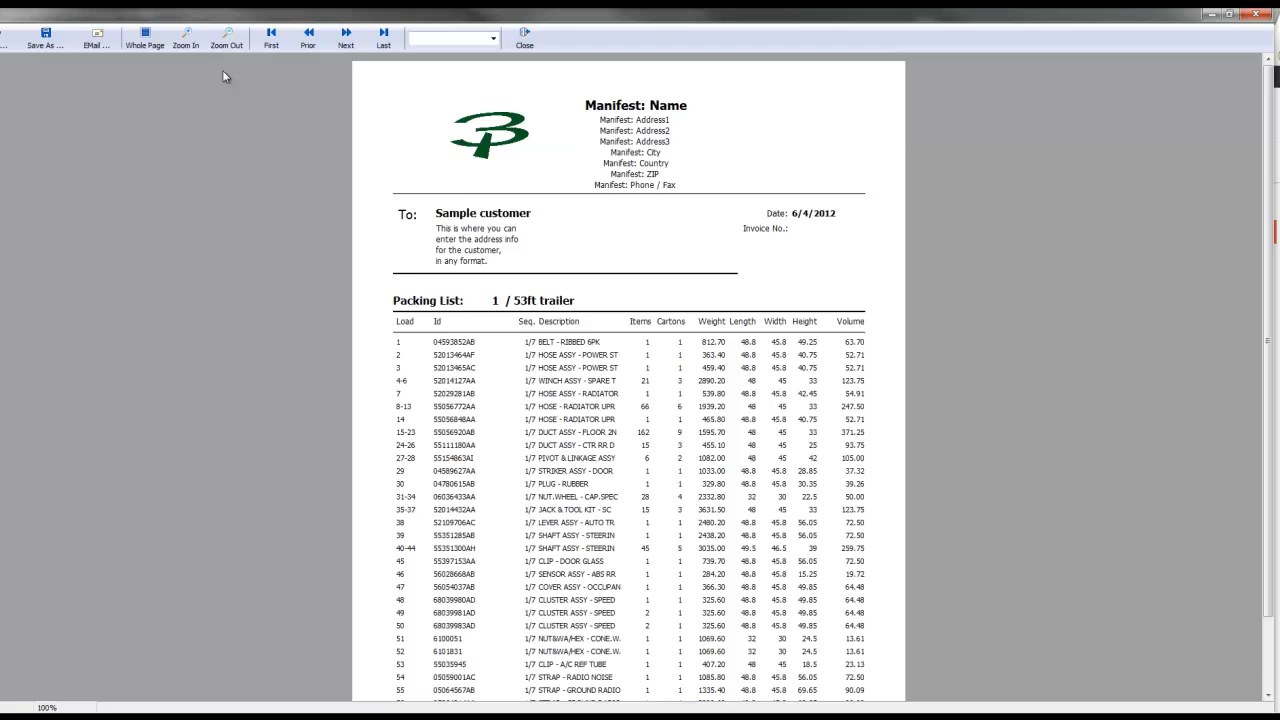 ... Save As ... EMail ... Whole Page Zoom In Zoom Out First Prior Next Last Close
Manifest: Name
Manifest: Address1
Manifest: Address2
Manifest: Address3
Manifest: City
Manifest: Country
Manifest: ZIP
Manifest: Phone / Fax
To: Sample customer Date: 6/4/2012
This is where you can Invoice No.:
enter the address info
for the customer,
in any format.
Packing List: 1 / 53ft trailer
Load Id Seq. Description Items Cartons Weight Length Width Height Volume
1 04593852AB 1/7 BELT - RIBBED 6PK 1 1 812.70 48.8 45.8 49.25 63.70
2 52013464AF 1/7 HOSE ASSY - POWER ST 1 1 363.40 48.8 45.8 40.75 52.71
3 52013465AC 1/7 HOSE ASSY - POWER ST 1 1 459.40 48.8 45.8 40.75 52.71
4-6 52014127AA 1/7 WINCH ASSY - SPARE T 21 3 2890.20 48 45 33 123.75
7 52029281AB 1/7 HOSE ASSY - RADIATOR 1 1 539.80 48.8 45.8 42.45 54.91
8-13 55056772AA 1/7 HOSE - RADIATOR UPR 66 6 1939.20 48 45 33 247.50
14 55056848AA 1/7 HOSE - RADIATOR UPR 1 1 465.80 48.8 45.8 40.75 52.71
15-23 55056920AB 1/7 DUCT ASSY - FLOOR 2N 162 9 1595.70 48 45 33 371.25
24-26 55111180AA 1/7 DUCT ASSY - CTR RR D 15 3 455.10 48 45 25 93.75
27-28 55154863AI 1/7 PIVOT & LINKAGE ASSY 6 2 1082.00 48 45 42 105.00
29 04589627AA 1/7 STRIKER ASSY - DOOR 1 1 1033.00 48.8 45.8 28.85 37.32
30 04780615AB 1/7 PLUG - RUBBER 1 1 329.80 48.8 45.8 30.35 39.26
31-34 06036433AA 1/7 NUT.WHEEL - CAP.SPEC 28 4 2332.80 32 30 22.5 50.00
35-37 52014432AA 1/7 JACK & TOOL KIT - SC 15 3 3631.50 48 45 33 123.75
38 52109706AC 1/7 LEVER ASSY - AUTO TR 1 1 2480.20 48.8 45.8 56.05 72.50
39 55351285AB 1/7 SHAFT ASSY - STEERIN 1 1 2438.20 48.8 45.8 56.05 72.50
40-44 55351300AH 1/7 SHAFT ASSY - STEERIN 45 5 3035.00 49.5 46.5 39 259.75
45 55397153AA 1/7 CLIP - DOOR GLASS 1 1 739.70 48.8 45.8 56.05 72.50
46 56028668AB 1/7 SENSOR ASSY - ABS RR 1 1 284.20 48.8 45.8 15.25 19.72
47 56054037AB 1/7 COVER ASSY - OCCUPAN 1 1 366.30 48.8 45.8 49.85 64.48
48 68039980AD 1/7 CLUSTER ASSY - SPEED 1 1 325.60 48.8 45.8 49.85 64.48
49 68039981AD 1/7 CLUSTER ASSY - SPEED 2 1 325.60 48.8 45.8 49.85 64.48
50 68039983AD 1/7 CLUSTER ASSY - SPEED 2 1 325.60 48.8 45.8 49.85 64.48
51 6100051 1/7 NUT&WA/HEX - CONE.W. 1 1 1069.60 32 30 24.5 13.61
52 6101831 1/7 NUT&WA/HEX - CONE.W. 1 1 1069.60 32 30 24.5 13.61
53 55035945 1/7 CLIP - A/C REF TUBE 1 1 407.20 48 45 18.5 23.13
54 05059001AC 1/7 STRAP - RADIO NOISE 1 1 1085.80 48.8 45.8 56.05 72.50
55 05064567AB 1/7 STRAP - GROUND RADIO 1 1 1335.40 48.8 45.8 69.65 90.09
100%